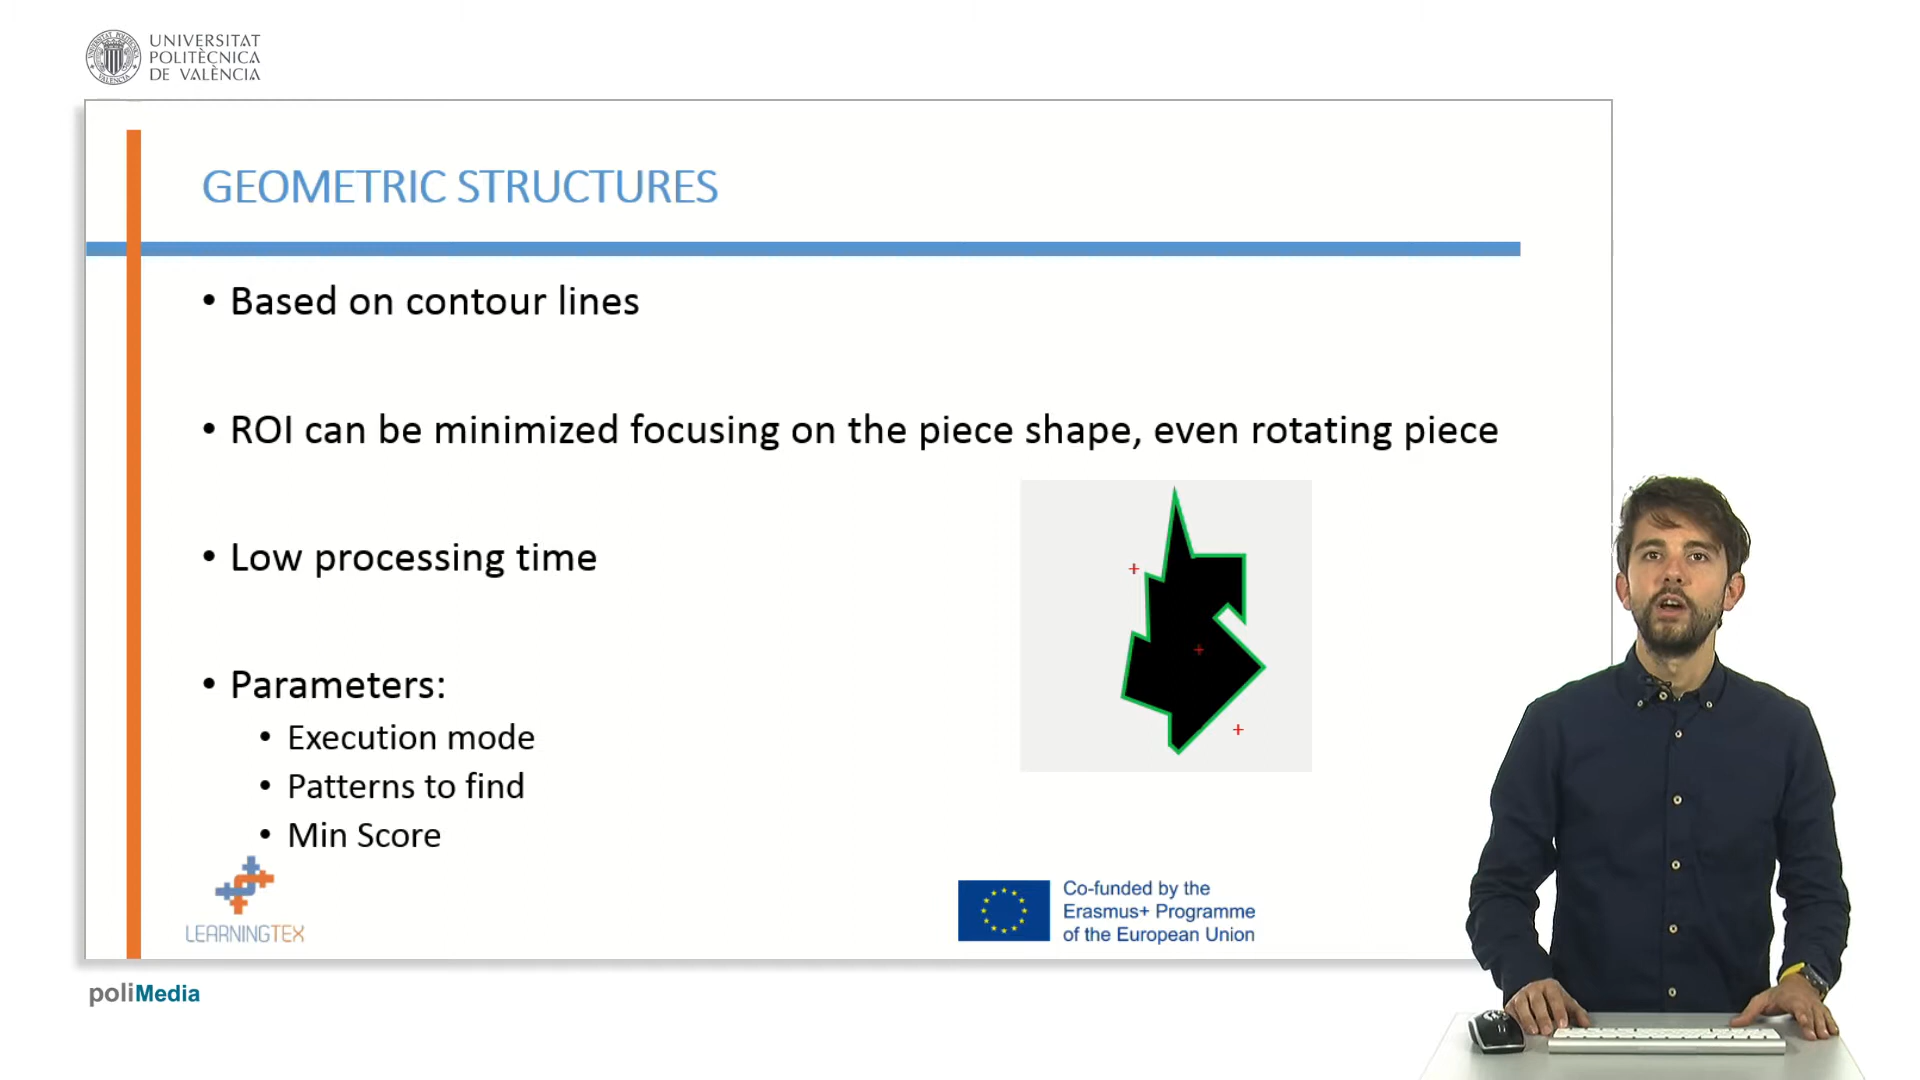 UNIVERSITAT
POLITÈCNICA
DE VALÈNCIA
GEOMETRIC STRUCTURES
• Based on contour lines
• ROI can be minimized focusing on the piece shape, even rotating piece
• Low processing time
• Parameters:
• Execution mode
• Patterns to find
• Min Score
LEARNINGTEX
Co-funded by the
Erasmus+ Programme
of the European Union
poliMedia